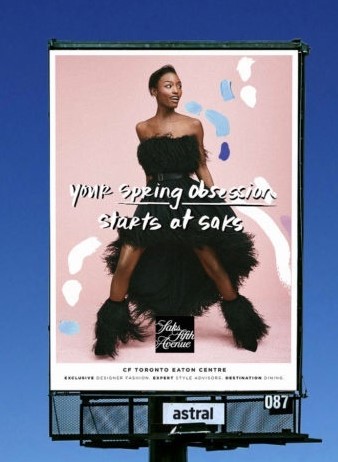 your spring obsession
starts at saks
Saks
Fifth
Avenue
CF TORONTO EATON CENTRE
EXCLUSIVE DESIGNER FASHION. EXPERT STYLE ADVISORS. DESTINATION DINING.
087
astral